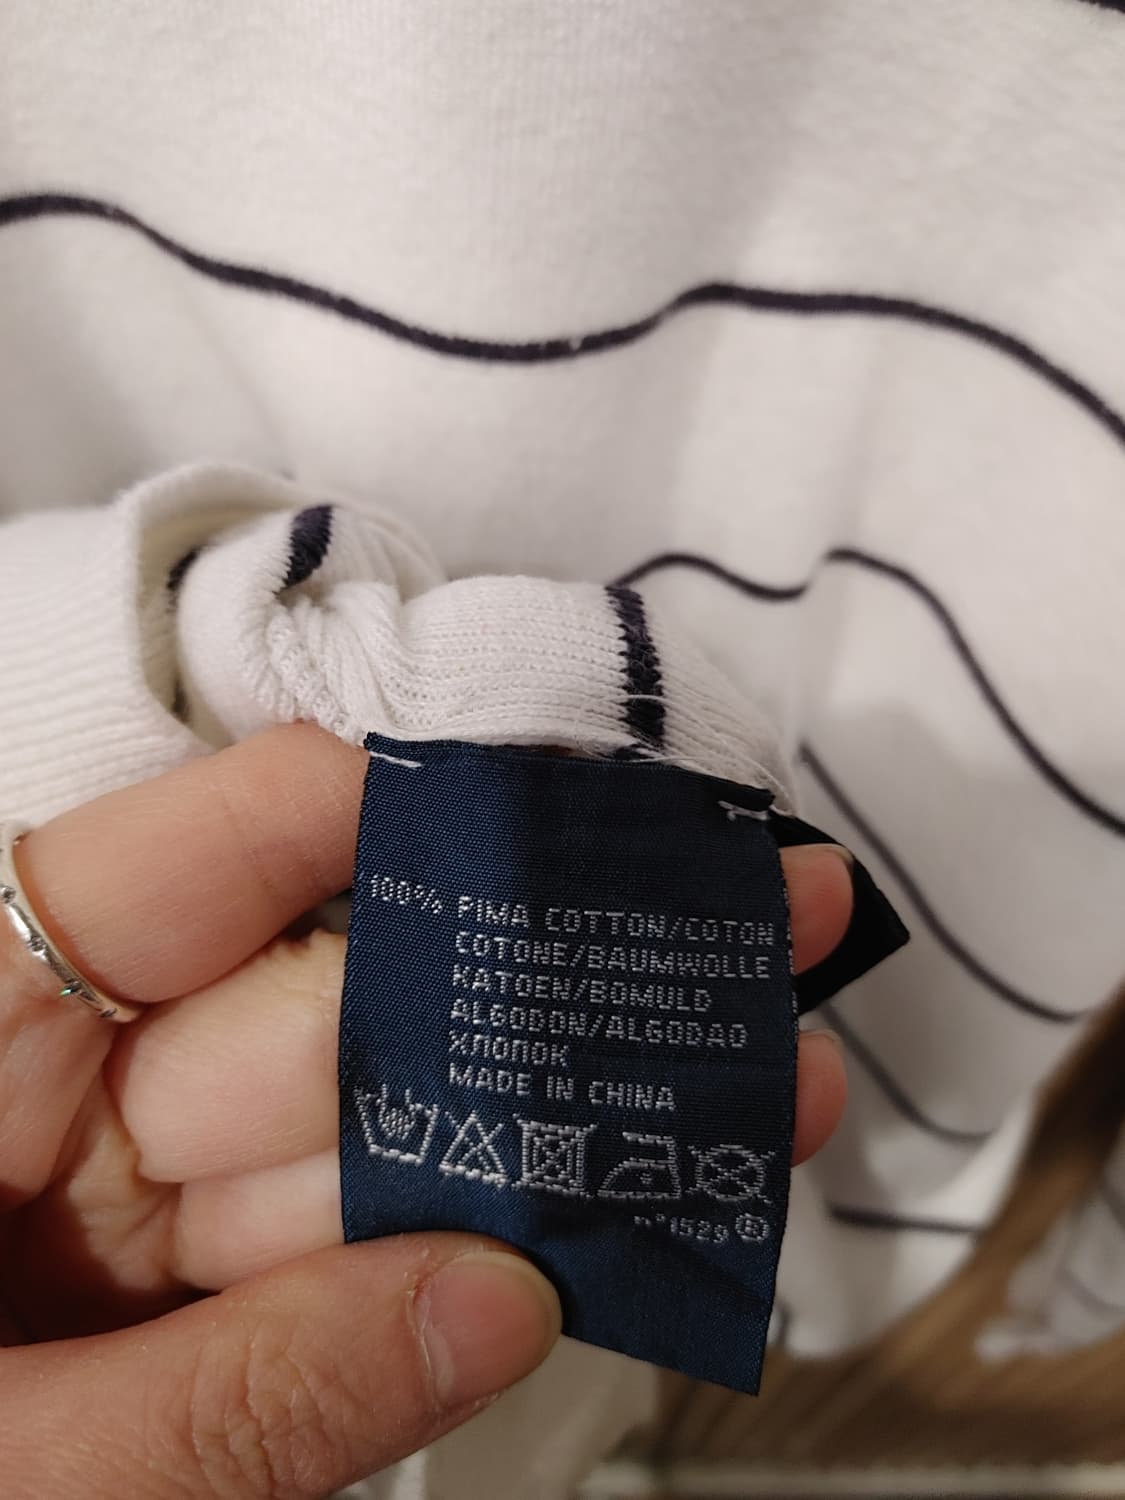 100% PIMA COTTON/COTON
COTONE/BAUMWOLLE
KATOEN/BOMULD
ALGODON/ALGODAO
ХЛОПОК
MADE IN CHINA
n°1529 ®